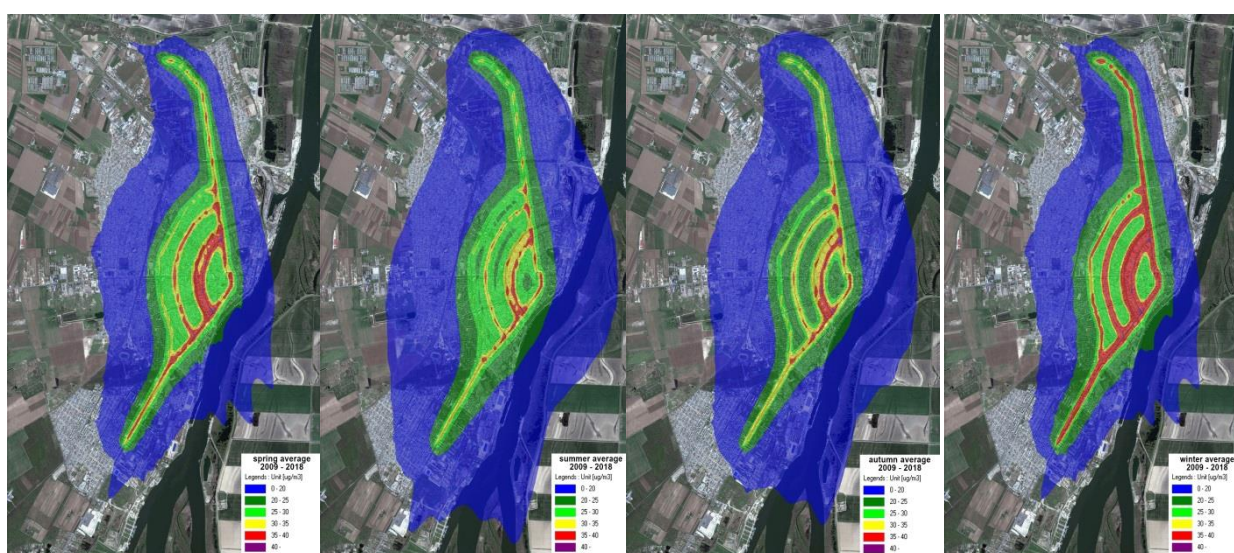 spring average
2009 - 2018
Legends : Unit [ug/m3]
0 - 20
20 - 25
25 - 30
30 - 35
35 - 40
40 -
summer average
2009 - 2018
Legends : Unit [ug/m3]
0 - 20
20 - 25
25 - 30
30 - 35
35 - 40
40 -
autumn average
2009 - 2018
Legends : Unit [ug/m3]
0 - 20
20 - 25
25 - 30
30 - 35
35 - 40
40 -
winter average
2009 - 2018
Legends : Unit [ug/m3]
0 - 20
20 - 25
25 - 30
30 - 35
35 - 40
40 -